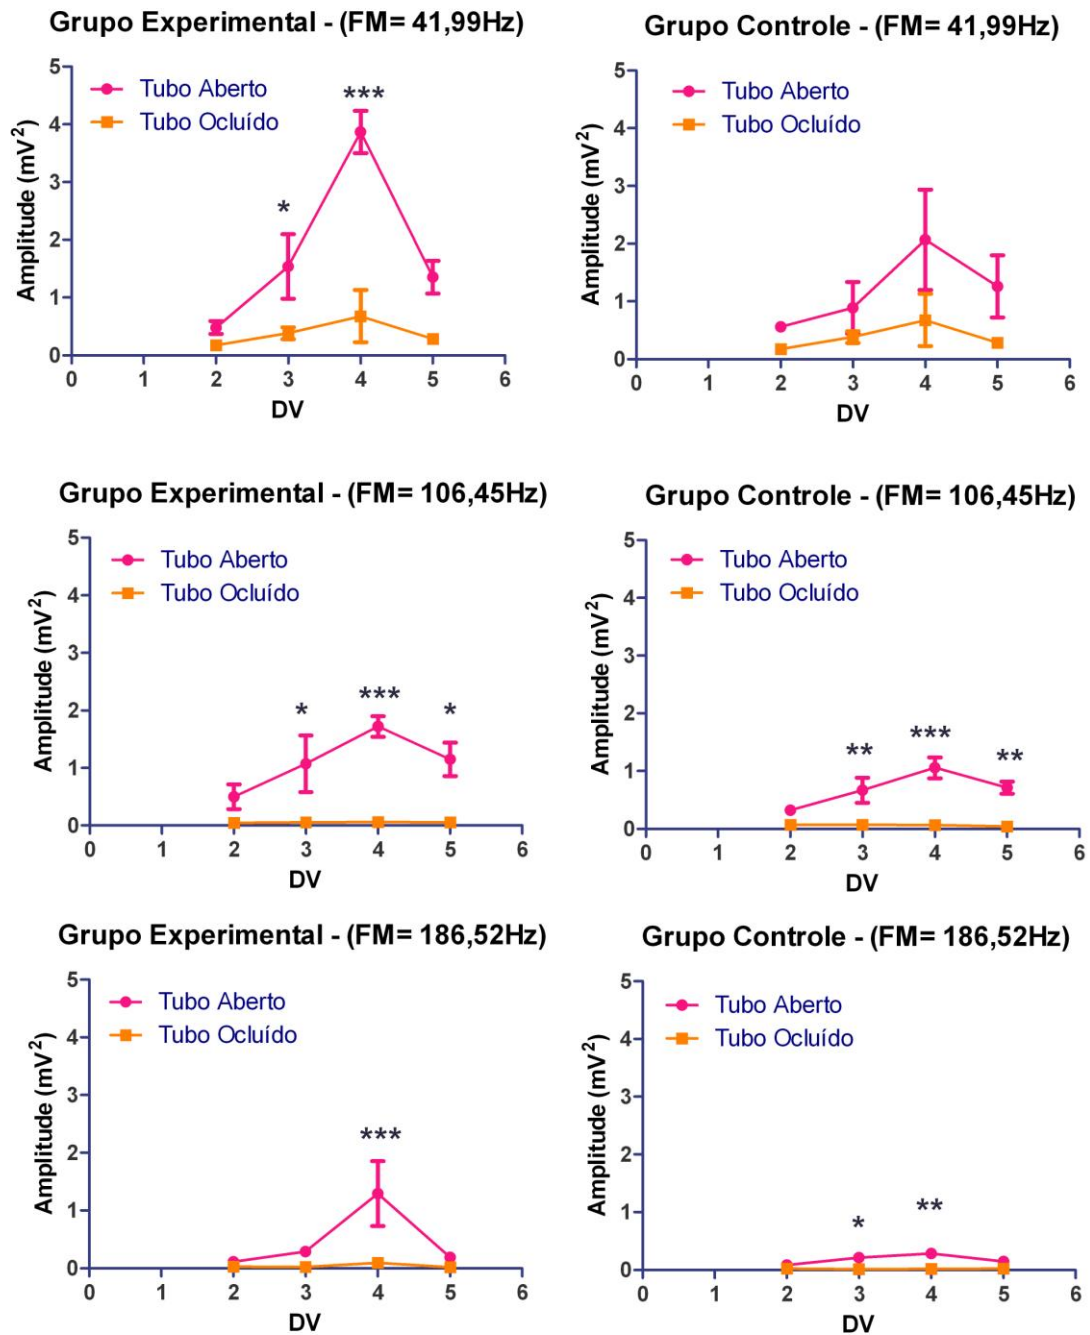 Grupo Experimental - (FM= 41,99Hz)
Tubo Aberto
Tubo Ocluído
***
*
Amplitude (mV²)
5
4
3
2
1
0
0 1 2 3 4 5 6
DV
Grupo Controle - (FM= 41,99Hz)
Tubo Aberto
Tubo Ocluído
Amplitude (mV²)
5
4
3
2
1
0
0 1 2 3 4 5 6
DV
Grupo Experimental - (FM= 106,45Hz)
Tubo Aberto
Tubo Ocluído
* *** *
Amplitude (mV²)
5
4
3
2
1
0
0 1 2 3 4 5 6
DV
Grupo Controle - (FM= 106,45Hz)
Tubo Aberto
Tubo Ocluído
** *** **
Amplitude (mV²)
5
4
3
2
1
0
0 1 2 3 4 5 6
DV
Grupo Experimental - (FM= 186,52Hz)
Tubo Aberto
Tubo Ocluído
***
Amplitude (mV²)
5
4
3
2
1
0
0 1 2 3 4 5 6
DV
Grupo Controle - (FM= 186,52Hz)
Tubo Aberto
Tubo Ocluído
* **
Amplitude (mV²)
5
4
3
2
1
0
0 1 2 3 4 5 6
DV